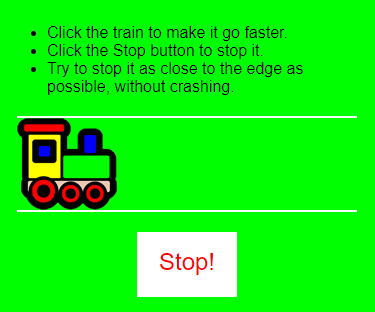 Click the train to make it go faster.
Click the Stop button to stop it.
Try to stop it as close to the edge as
possible, without crashing.
Stop!